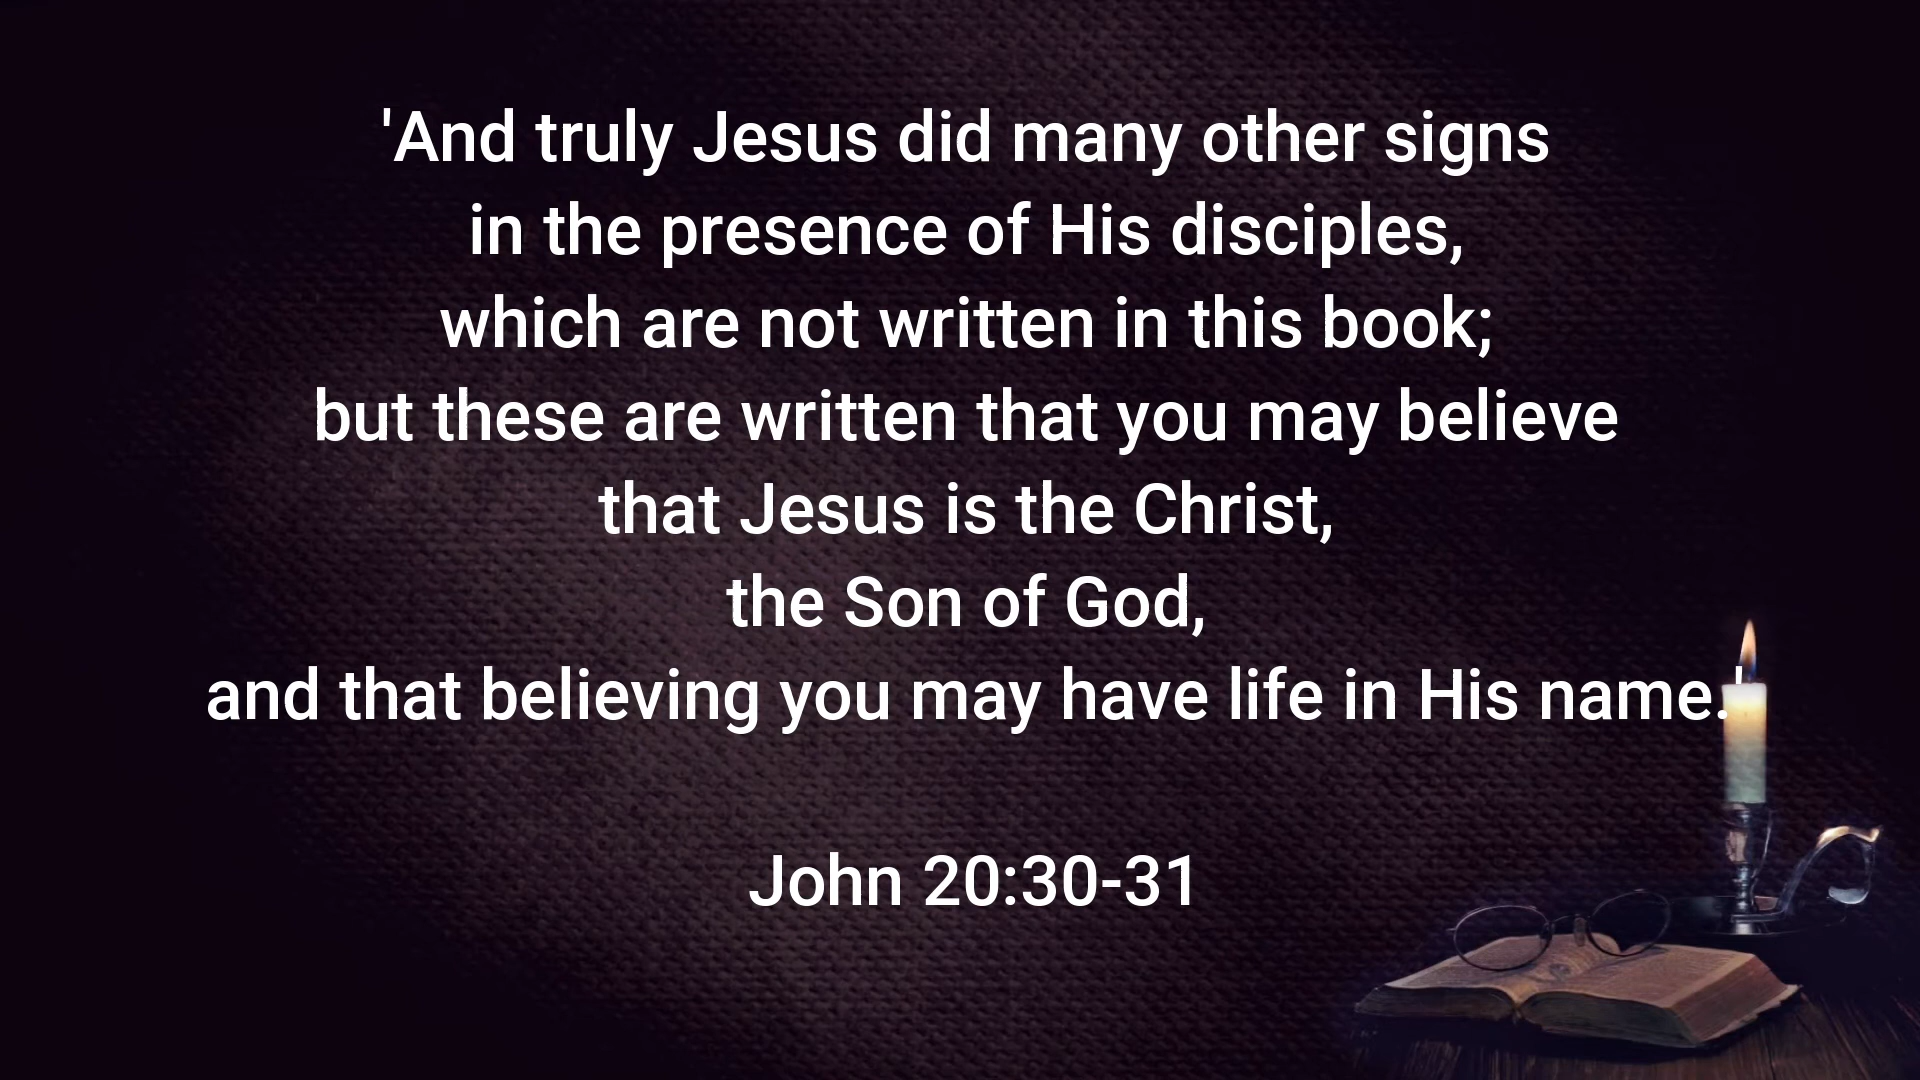 'And truly Jesus did many other signs
in the presence of His disciples,
which are not written in this book;
but these are written that you may believe
that Jesus is the Christ,
the Son of God,
and that believing you may have life in His name.'
John 20:30-31